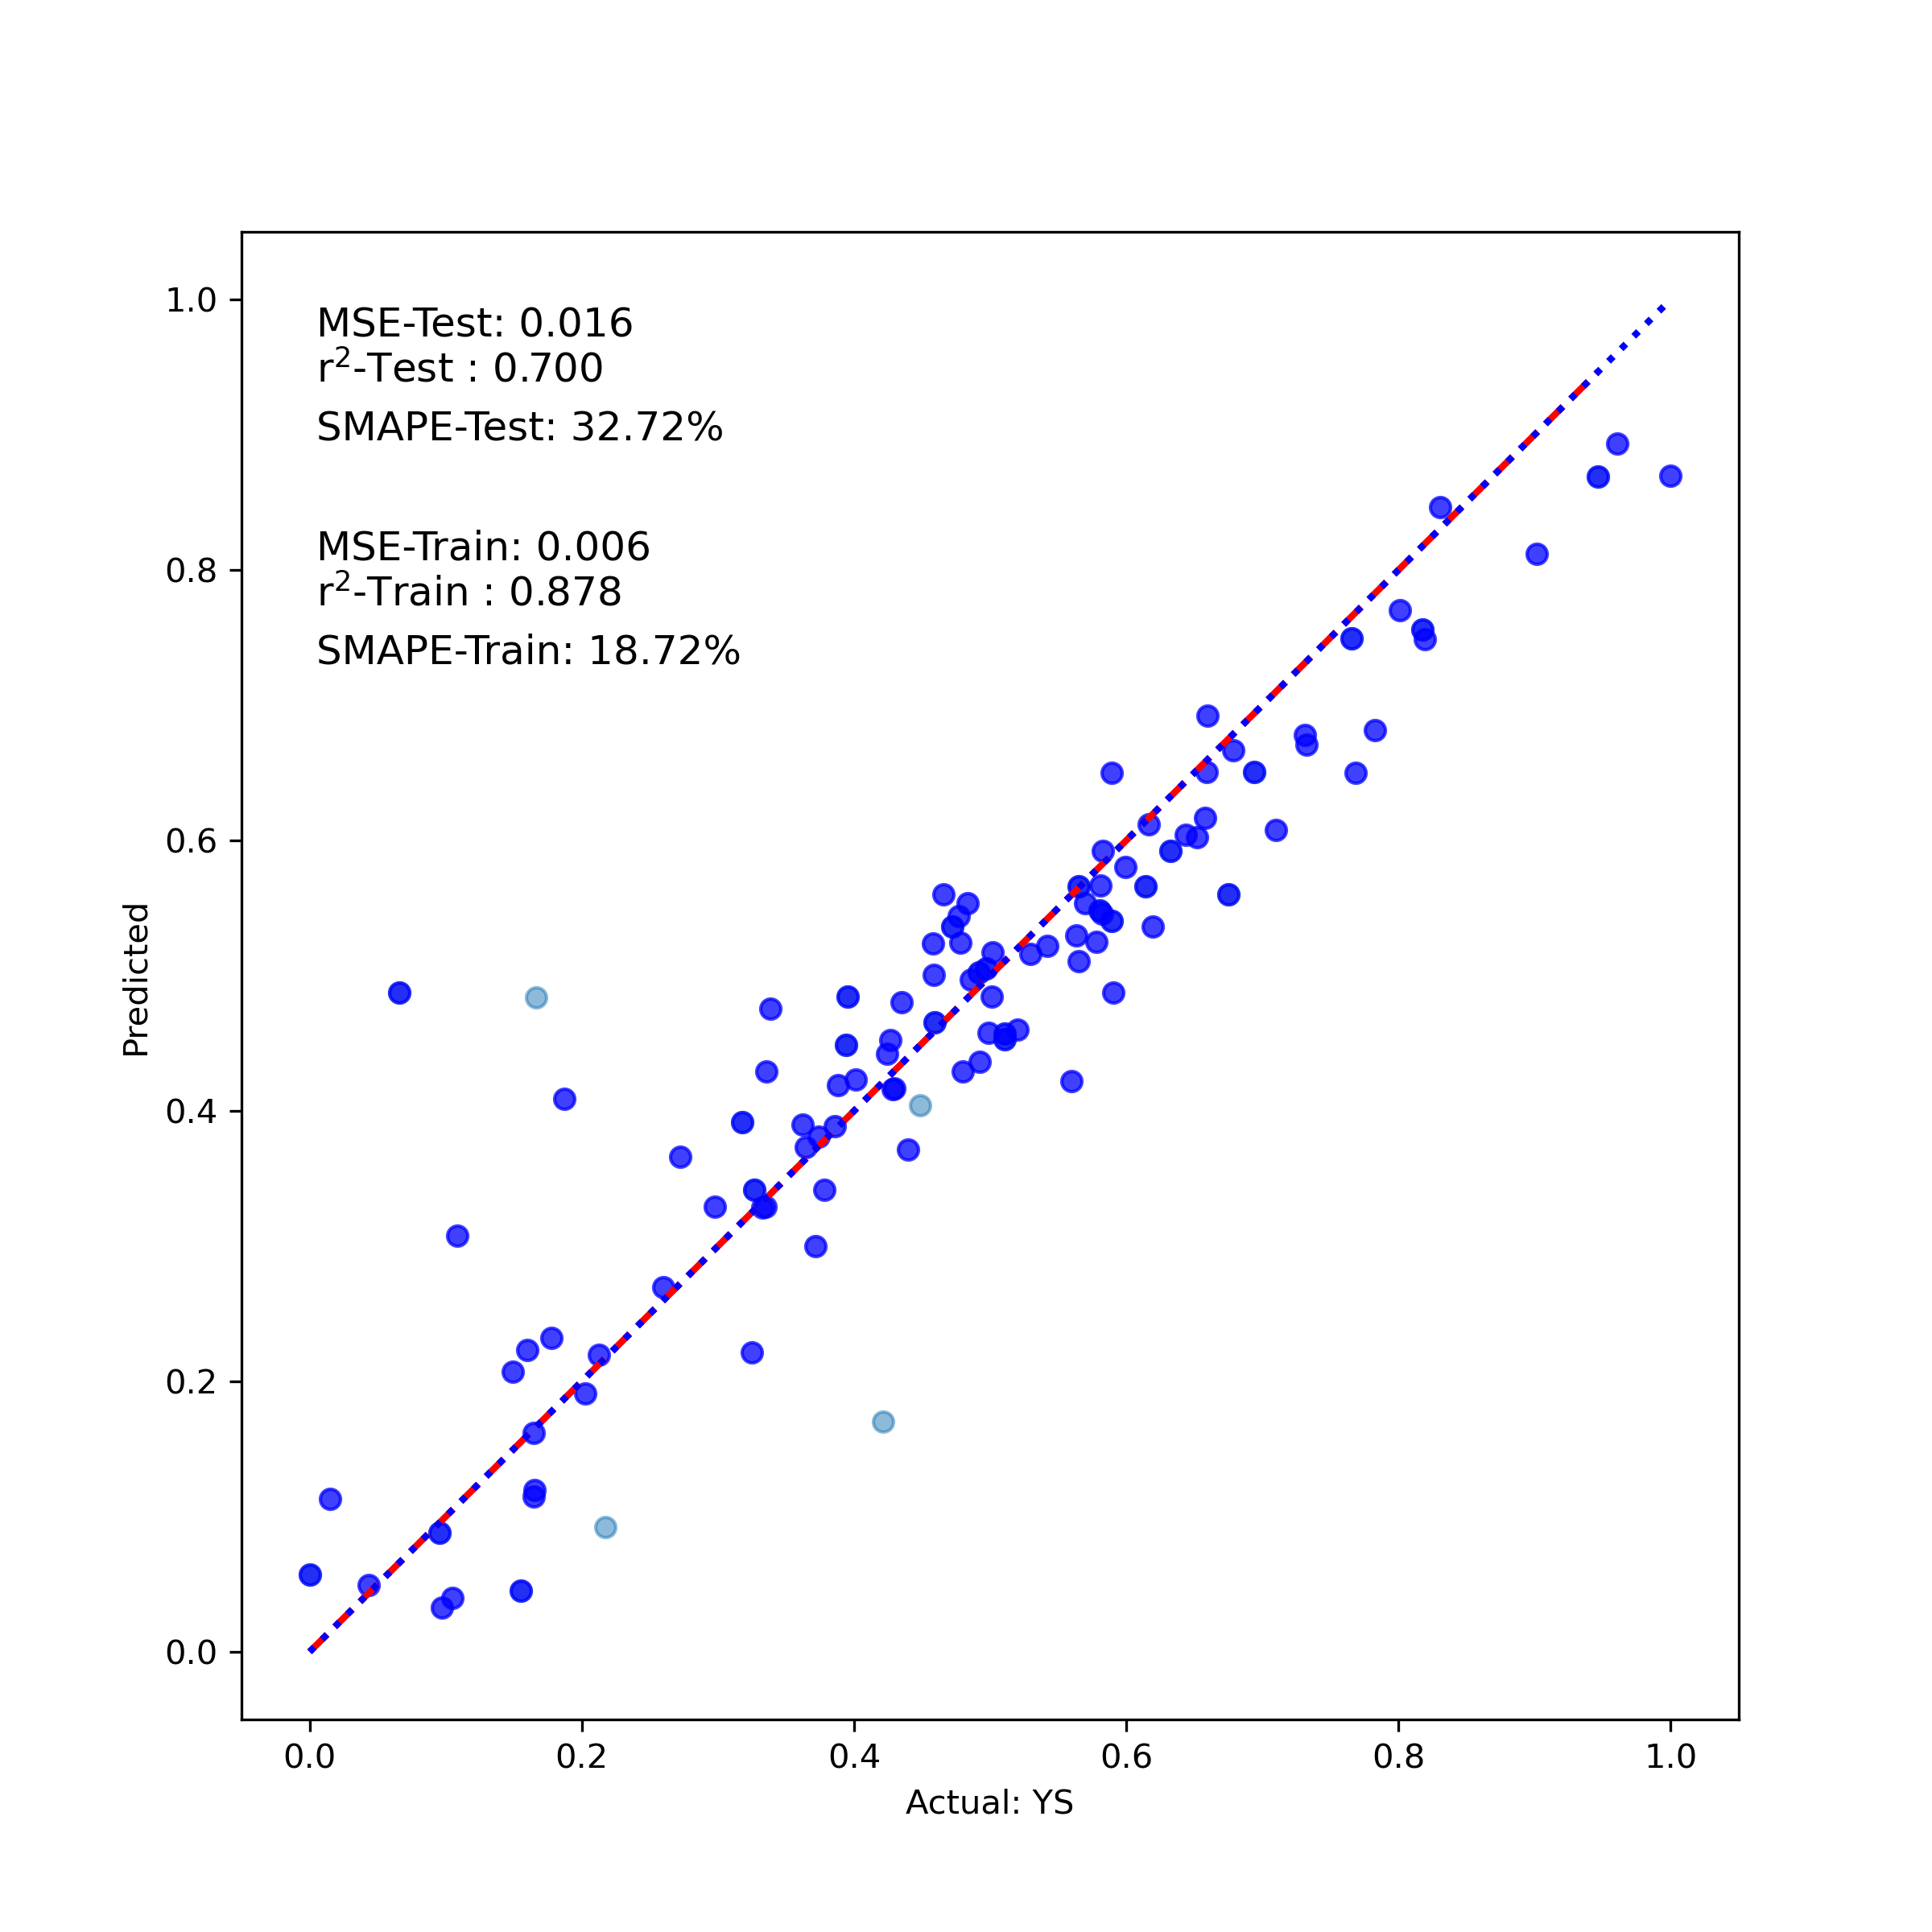 MSE-Test: 0.016
r²-Test : 0.700
SMAPE-Test: 32.72%
MSE-Train: 0.006
r²-Train : 0.878
SMAPE-Train: 18.72%
1.0
0.8
0.6
0.4
0.2
0.0
Predicted
0.0 0.2 0.4 0.6 0.8 1.0
Actual: YS